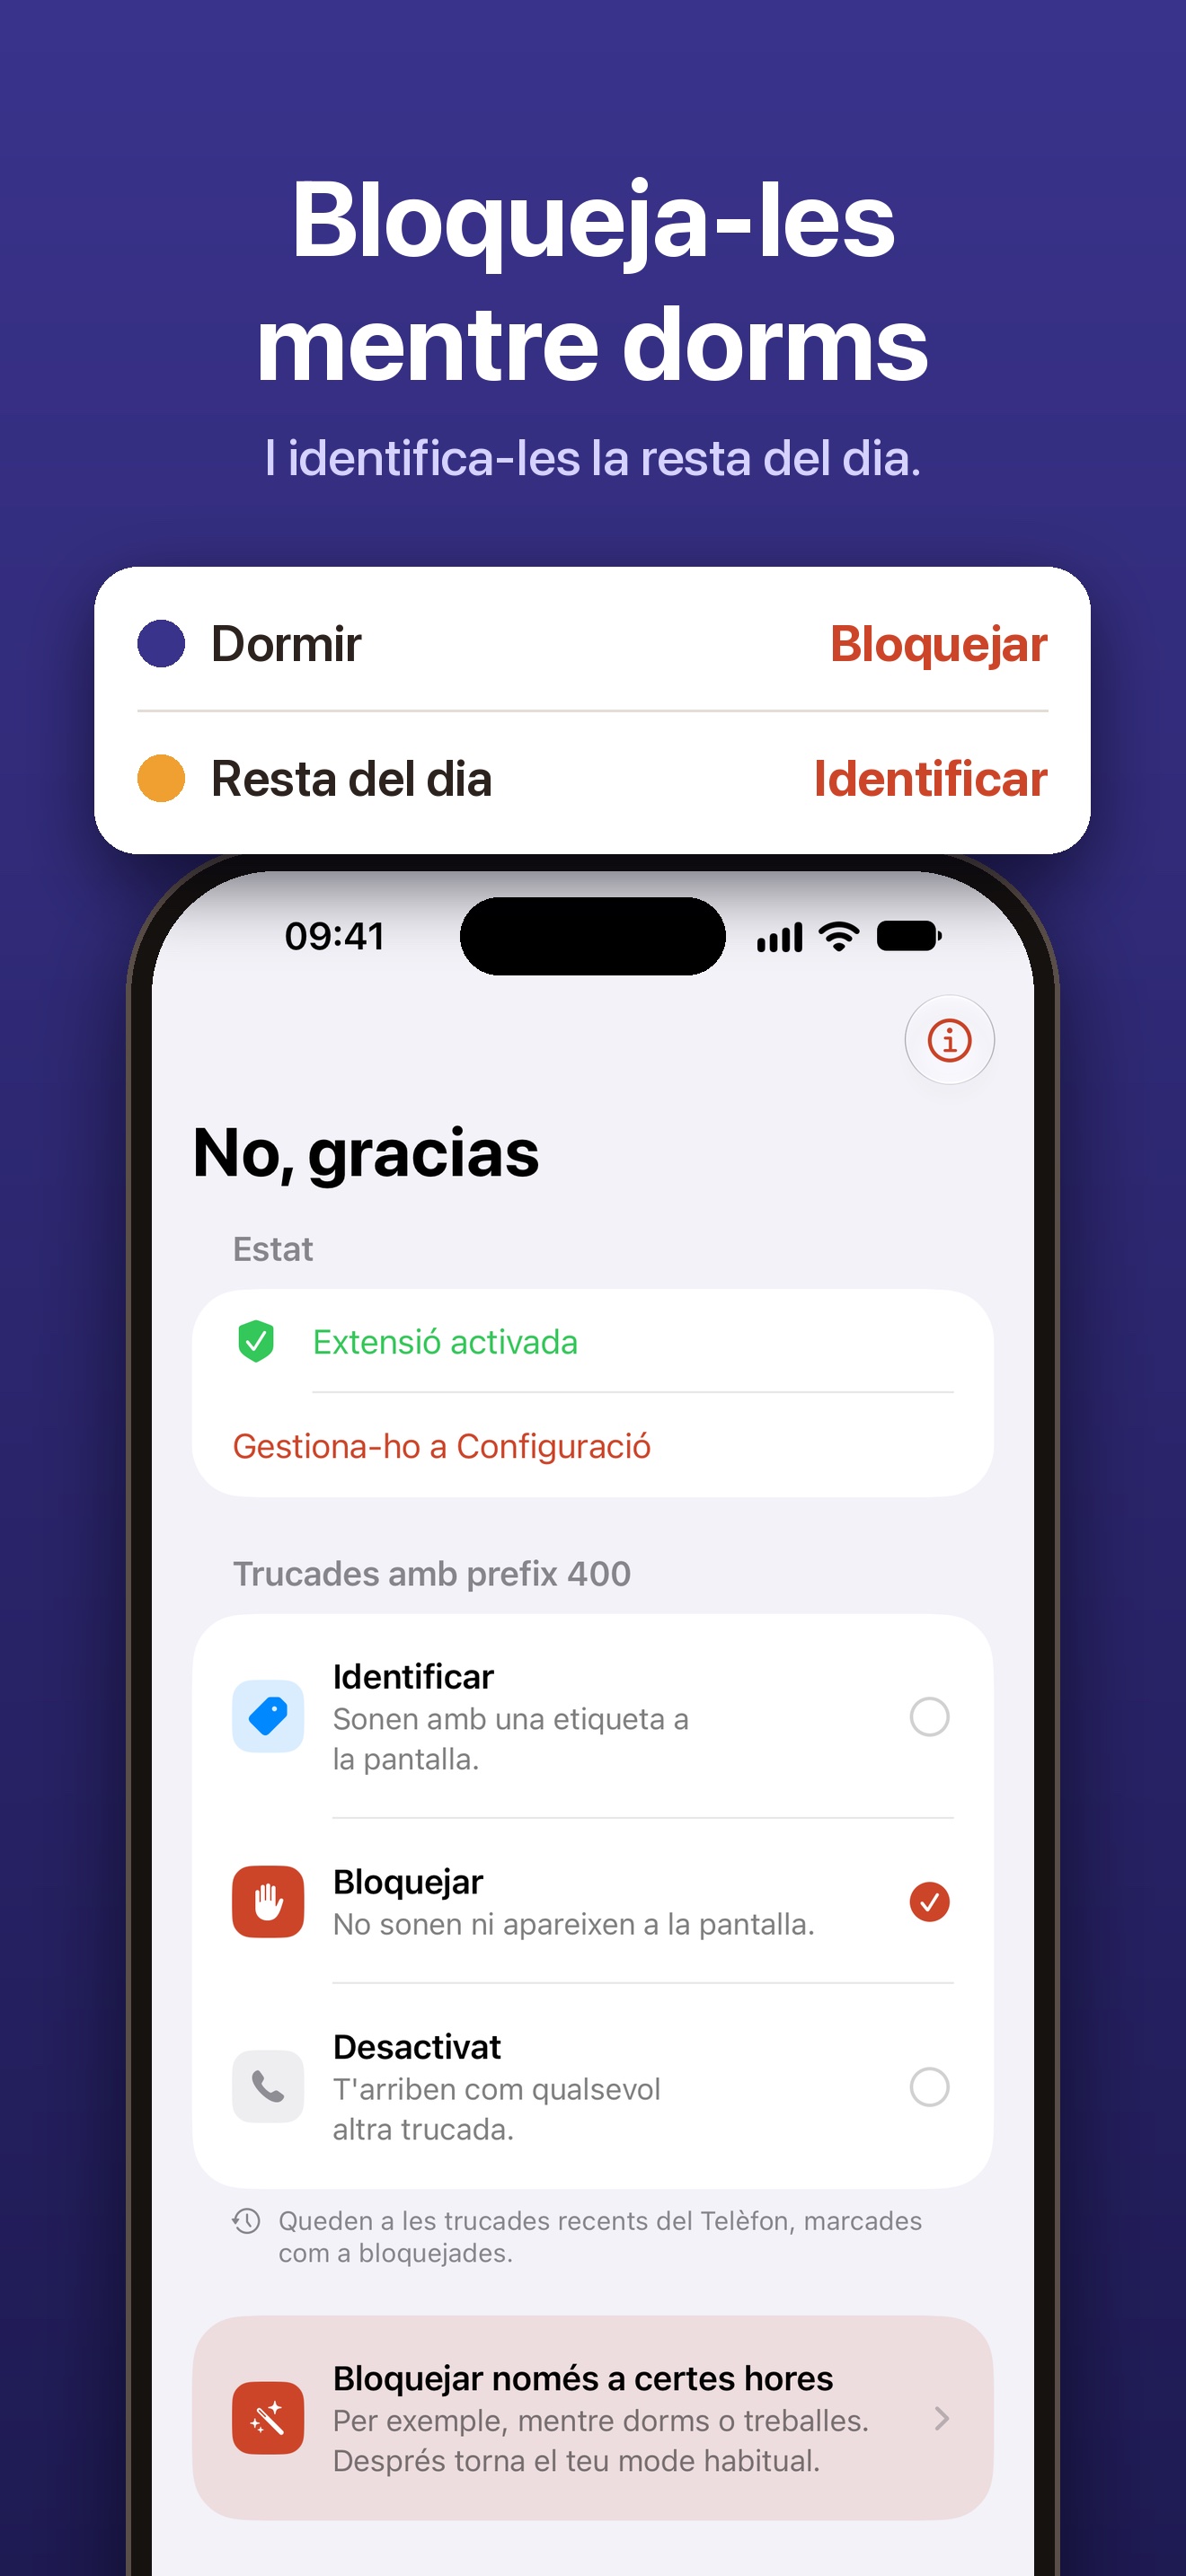 Bloqueja-les
mentre dorms
I identifica-les la resta del dia.
Dormir Bloquejar
Resta del dia Identificar
09:41
No, gracias
Estat
Extensió activada
Gestiona-ho a Configuració
Trucades amb prefix 400
Identificar
Sonen amb una etiqueta a
la pantalla.
Bloquejar
No sonen ni apareixen a la pantalla.
Desactivat
T'arriben com qualsevol
altra trucada.
Queden a les trucades recents del Telèfon, marcades
com a bloquejades.
Bloquejar només a certes hores
Per exemple, mentre dorms o treballes.
Després torna el teu mode habitual.